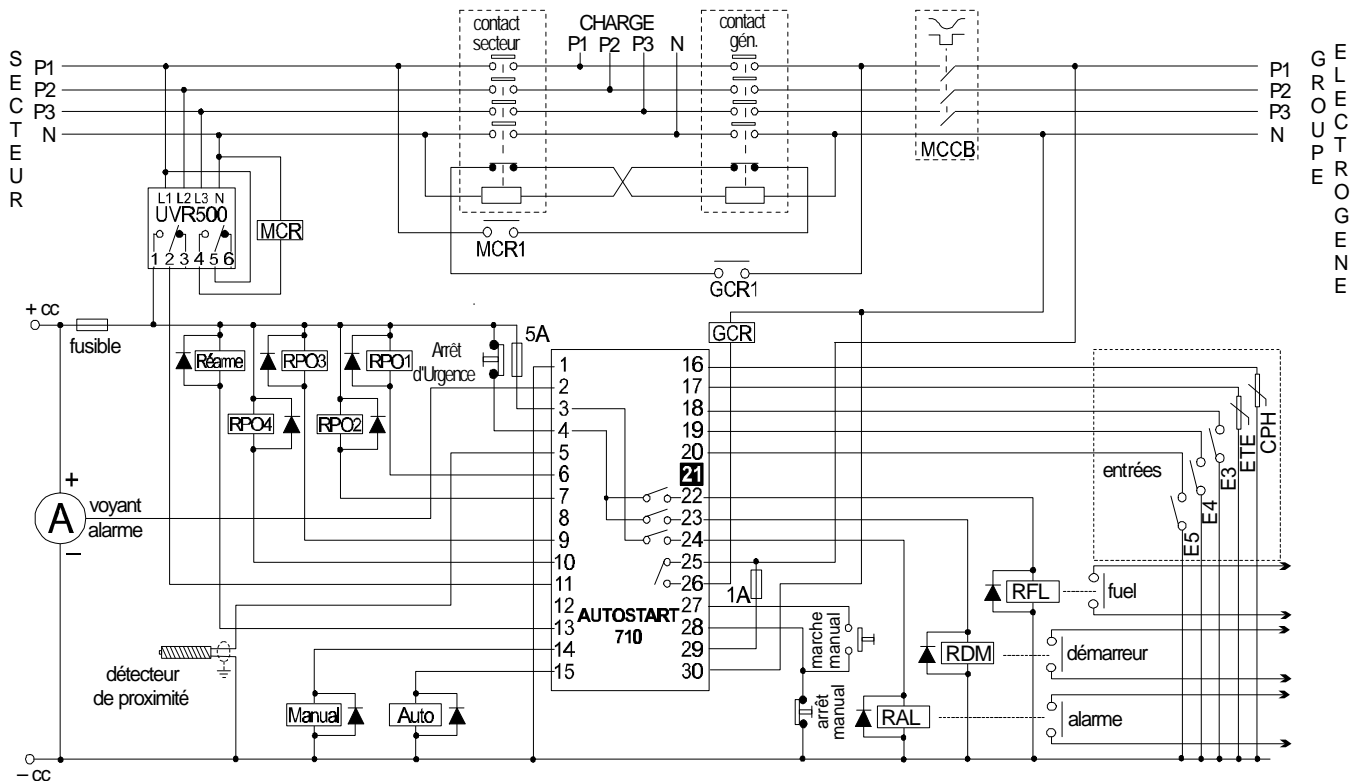 SECTEUR
P1
P2
P3
N
contact
secteur
CHARGE
P1 P2 P3 N
contact
gén.
MCCB
P1
P2
P3
N
GROUPE
ELECTROGENE
L1 L2 L3 N
UVR500
1 2 3 4 5 6
MCR
MCR1
GCR1
GCR
+ cc
fusible
Réarme
RPO3
RPO1
RPO4
RPO2
Arrêt
d'Urgence
5A
1
2
3
4
5
6
7
8
9
10
11
12
13
14
15
AUTOSTART
710
16
17
18
19
20
21
22
23
24
25
26
27
28
29
30
1A
entrées
E5
E4
E3
ETE
CPH
+
A
–
voyant
alarme
détecteur
de proximité
Manual
Auto
marche
manual
arrêt
manual
RFL
fuel
RDM
démarreur
RAL
alarme
– cc